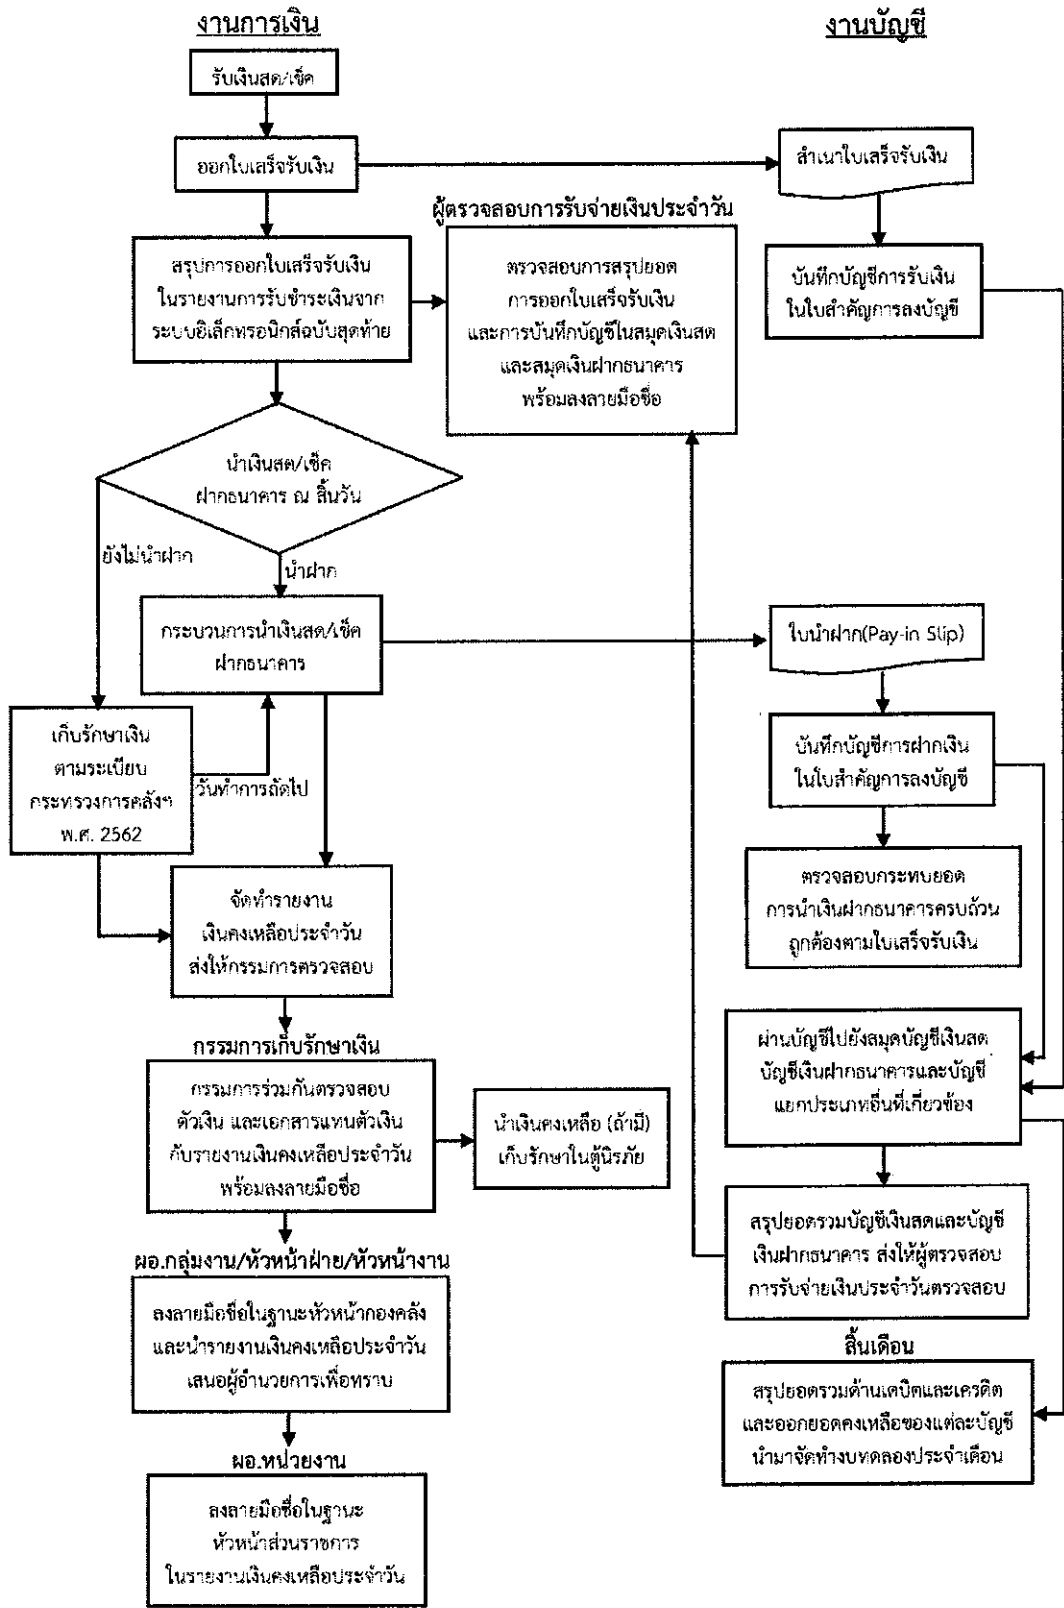 งานการเงิน
งานบัญชี
รับเงินสด/เช็ค
ออกใบเสร็จรับเงิน
สำเนาใบเสร็จรับเงิน
ผู้ตรวจสอบการรับจ่ายเงินประจำวัน
สรุปการออกใบเสร็จรับเงิน
ในรายงานการรับชำระเงินจาก
ระบบอิเล็กทรอนิกส์ฉบับสุดท้าย
ตรวจสอบการสรุปยอด
การออกใบเสร็จรับเงิน
และการบันทึกบัญชีในสมุดเงินสด
และสมุดเงินฝากธนาคาร
พร้อมลงลายมือชื่อ
บันทึกบัญชีการรับเงิน
ในใบสำคัญการลงบัญชี
นำเงินสด/เช็ค
ฝากธนาคาร ณ สิ้นวัน
ยังไม่นำฝาก
นำฝาก
กระบวนการนำเงินสด/เช็ค
ฝากธนาคาร
ใบนำฝาก(Pay-in Slip)
เก็บรักษาเงิน
ตามระเบียบ
กระทรวงการคลังฯ
พ.ศ. 2562
วันทำการถัดไป
บันทึกบัญชีการฝากเงิน
ในใบสำคัญการลงบัญชี
จัดทำรายงาน
เงินคงเหลือประจำวัน
ส่งให้กรรมการตรวจสอบ
ตรวจสอบกระทบยอด
การนำเงินฝากธนาคารครบถ้วน
ถูกต้องตามใบเสร็จรับเงิน
กรรมการเก็บรักษาเงิน
กรรมการร่วมกันตรวจสอบ
ตัวเงิน และเอกสารแทนตัวเงิน
กับรายงานเงินคงเหลือประจำวัน
พร้อมลงลายมือชื่อ
นำเงินคงเหลือ (ถ้ามี)
เก็บรักษาในตู้นิรภัย
ผ่านบัญชีไปยังสมุดบัญชีเงินสด
บัญชีเงินฝากธนาคารและบัญชี
แยกประเภทอื่นที่เกี่ยวข้อง
ผอ.กลุ่มงาน/หัวหน้าฝ่าย/หัวหน้างาน
ลงลายมือชื่อในฐานะหัวหน้ากองคลัง
และนำรายงานเงินคงเหลือประจำวัน
เสนอผู้อำนวยการเพื่อทราบ
สรุปยอดรวมบัญชีเงินสดและบัญชี
เงินฝากธนาคาร ส่งให้ผู้ตรวจสอบ
การรับจ่ายเงินประจำวันตรวจสอบ
สิ้นเดือน
สรุปยอดรวมด้านเดบิตและเครดิต
และออกยอดคงเหลือของแต่ละบัญชี
นำมาจัดทำงบทดลองประจำเดือน
ผอ.หน่วยงาน
ลงลายมือชื่อในฐานะ
หัวหน้าส่วนราชการ
ในรายงานเงินคงเหลือประจำวัน